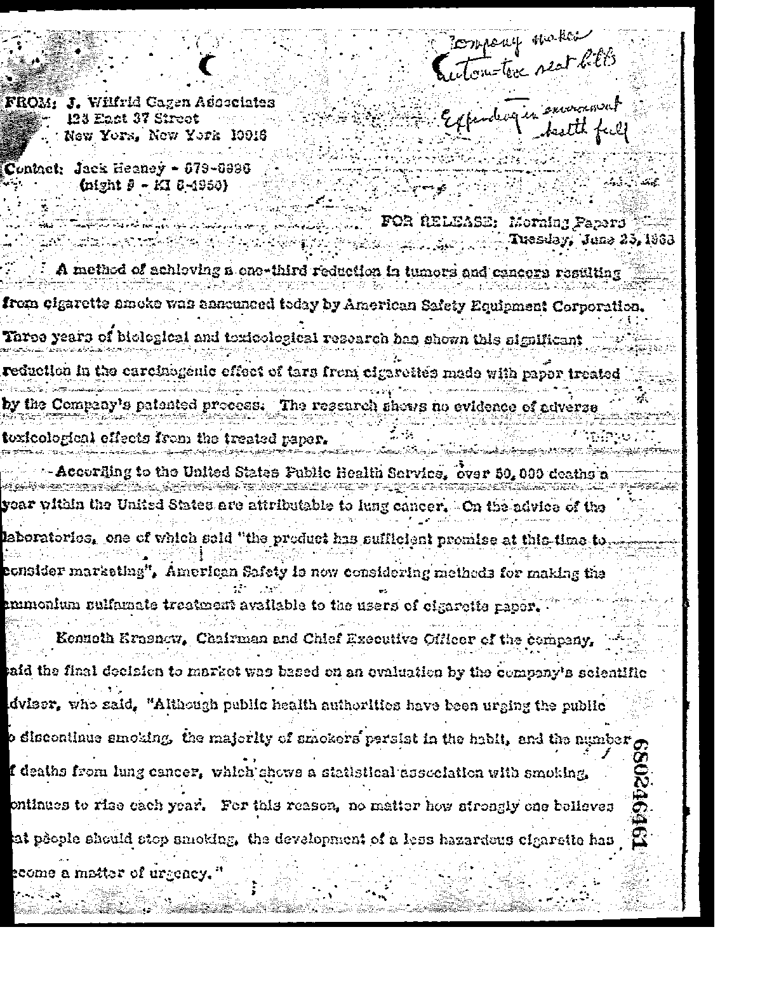 Company makes
Automotive seat belts
Expanding in environment
health field
FROM: J. Wilfrid Gagen Associates
123 East 37 Street
New York, New York 10016
Contact: Jack Heaney - 679-
(night # - KI
FOR RELEASE: Morning Papers
Tuesday, June 25, 1968
A method of achieving a one-third reduction in tumors and cancers resulting
from cigarette smoke was announced today by American Safety Equipment Corporation.
Three years of biological and toxicological research has shown this significant
reduction in the carcinogenic effect of tars from cigarettes made with paper treated
by the Company's patented process. The research shows no evidence of adverse
toxicological effects from the treated paper.
According to the United States Public Health Service, over 50,000 deaths a
year within the United States are attributable to lung cancer. On the advice of the
laboratories, one of which said "the product has sufficient promise at this time to
consider marketing", American Safety is now considering methods for making the
ammonium sulfamate treatment available to the users of cigarette paper.
Kenneth Krasnow, Chairman and Chief Executive Officer of the company,
said the final decision to market was based on an evaluation by the company's scientific
dviser, who said, "Although public health authorities have been urging the public
o discontinue smoking, the majority of smokers persist in the habit, and the number
f deaths from lung cancer, which shows a statistical association with smoking,
ontinues to rise each year. For this reason, no matter how strongly one believes
at people should stop smoking, the development of a less hazardous cigarette has
ecome a matter of urgency."
680246461